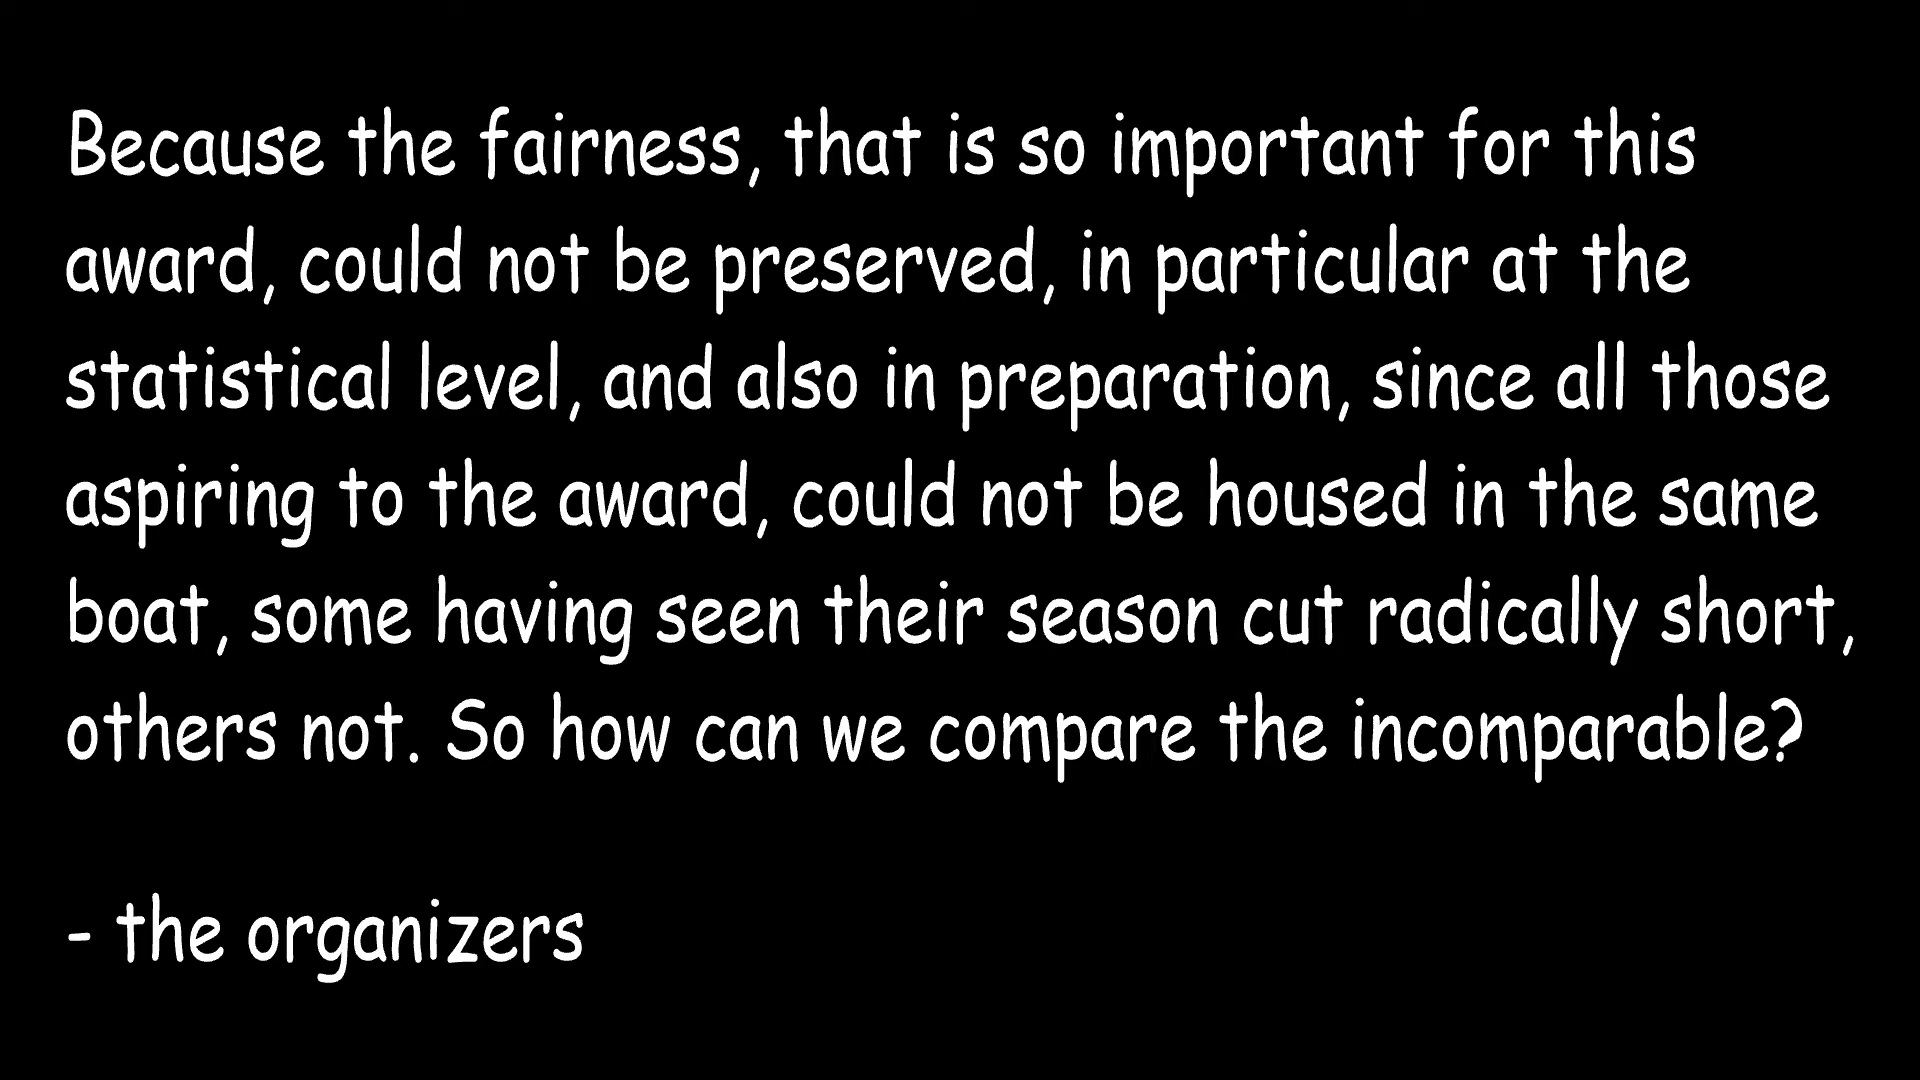 Because the fairness, that is so important for this
award, could not be preserved, in particular at the
statistical level, and also in preparation, since all those
aspiring to the award, could not be housed in the same
boat, some having seen their season cut radically short,
others not. So how can we compare the incomparable?
- the organizers